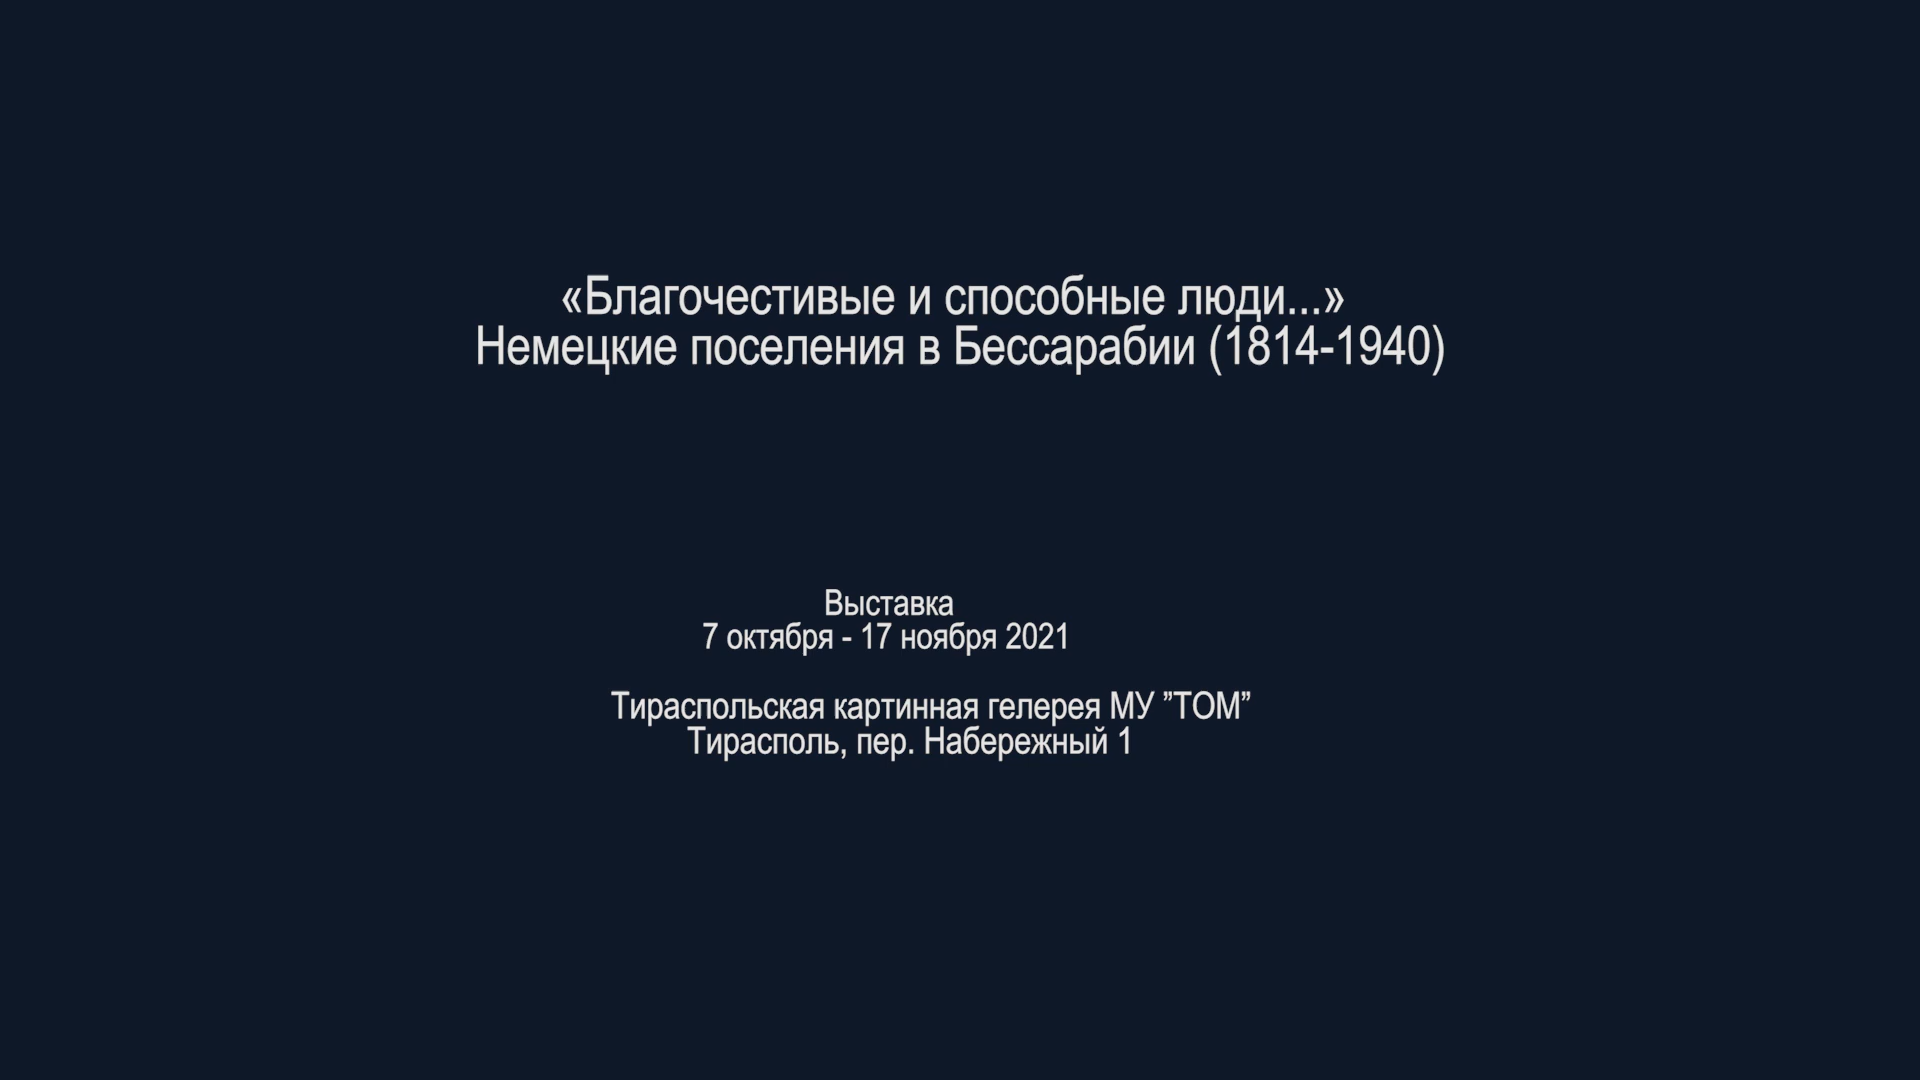 «Благочестивые и способные люди...»
Немецкие поселения в Бессарабии (1814-1940)
Выставка
7 октября - 17 ноября 2021
Тираспольская картинная гелерея МУ ”ТОМ”
Тирасполь, пер. Набережный 1